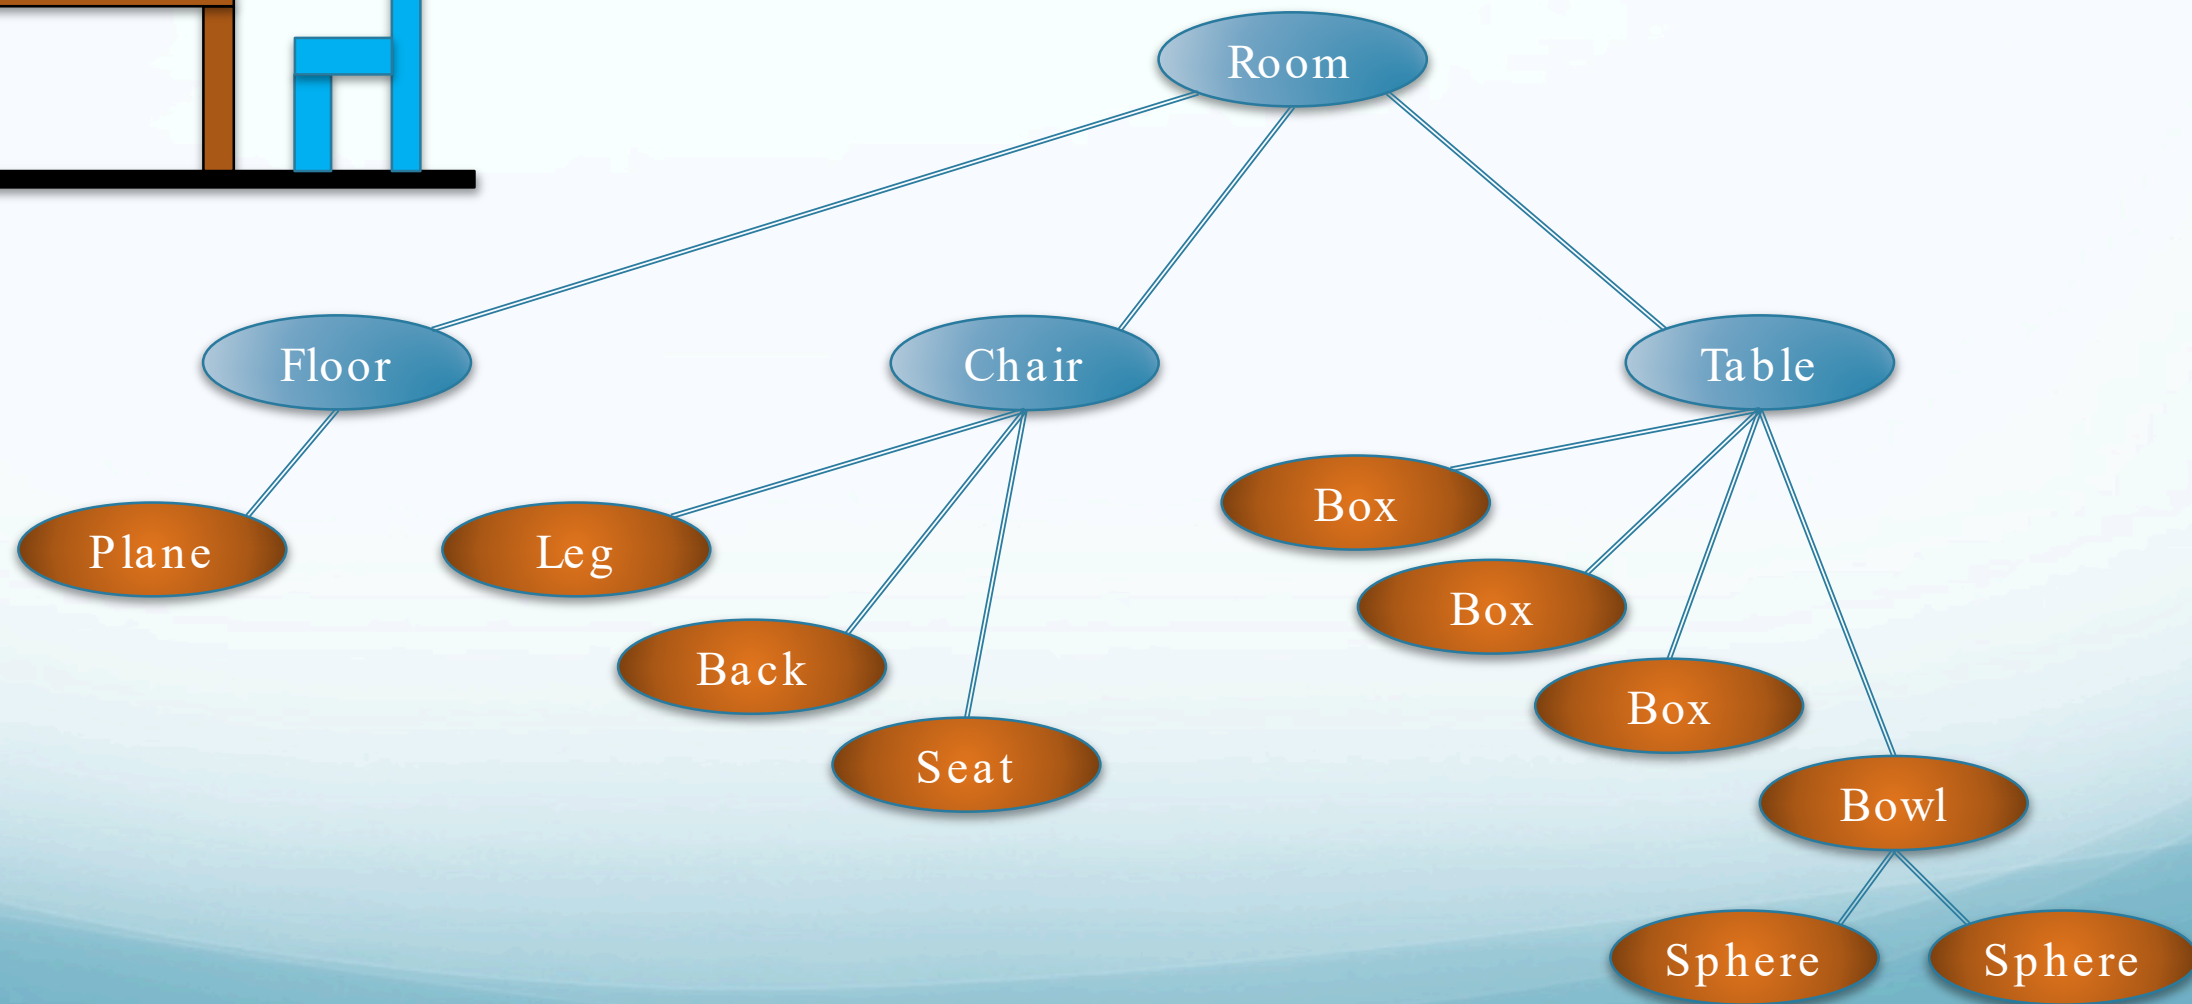 Room
Floor
Chair
Table
Plane
Leg
Back
Seat
Box
Box
Box
Bowl
Sphere
Sphere